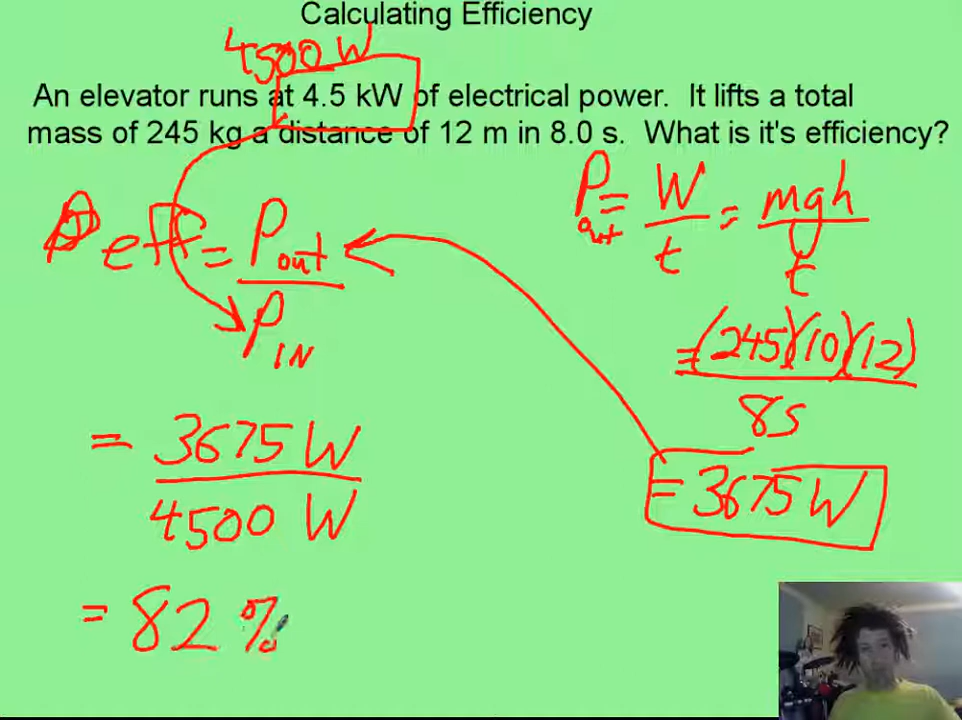 Calculating Efficiency
4500 W
An elevator runs at 4.5 kW of electrical power. It lifts a total
mass of 245 kg a distance of 12 m in 8.0 s. What is it's efficiency?
eff = Pout / PIN
= 3675 W / 4500 W
= 82 %
Pout = W / t = mgh / t
= (245)(10)(12) / 8s
= 3675 W